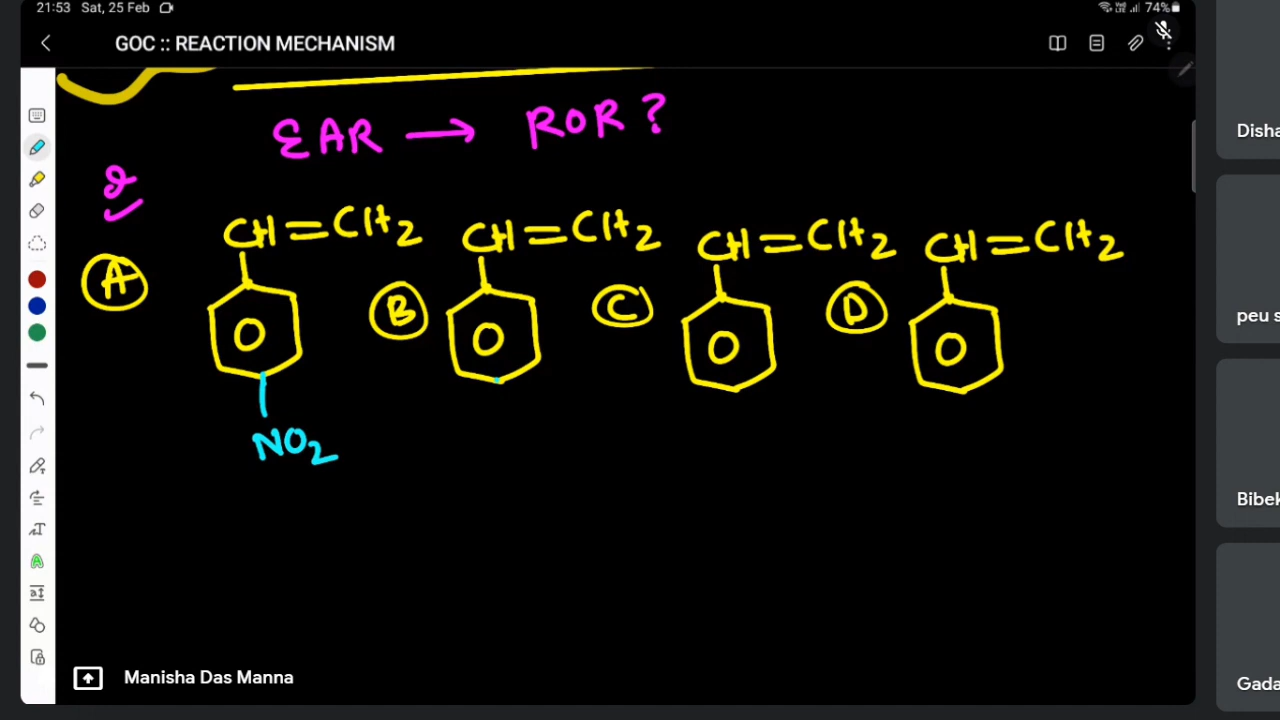 21:53 Sat, 25 Feb 74%
GOC :: REACTION MECHANISM
EAR → ROR ?
Q
CH=CH2 CH=CH2 CH=CH2 CH=CH2
A B C D
NO2
Manisha Das Manna
Disha
peu s
Bibek
Gada